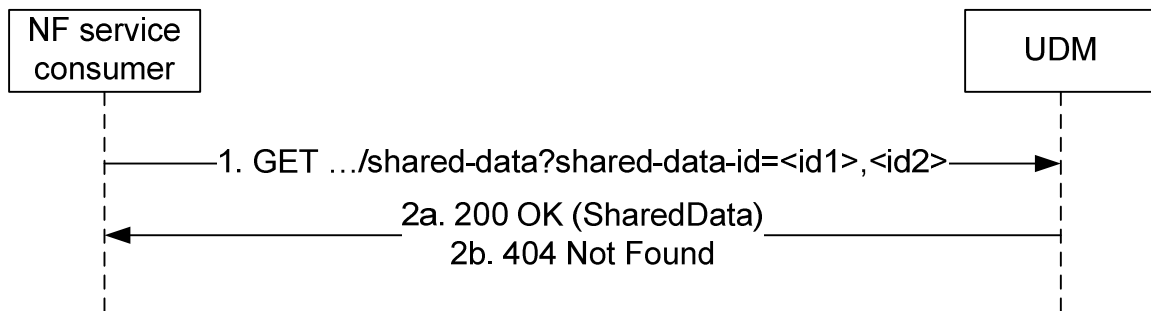 NF service
consumer
UDM
1. GET …/shared-data?shared-data-id=<id1>,<id2>
2a. 200 OK (SharedData)
2b. 404 Not Found